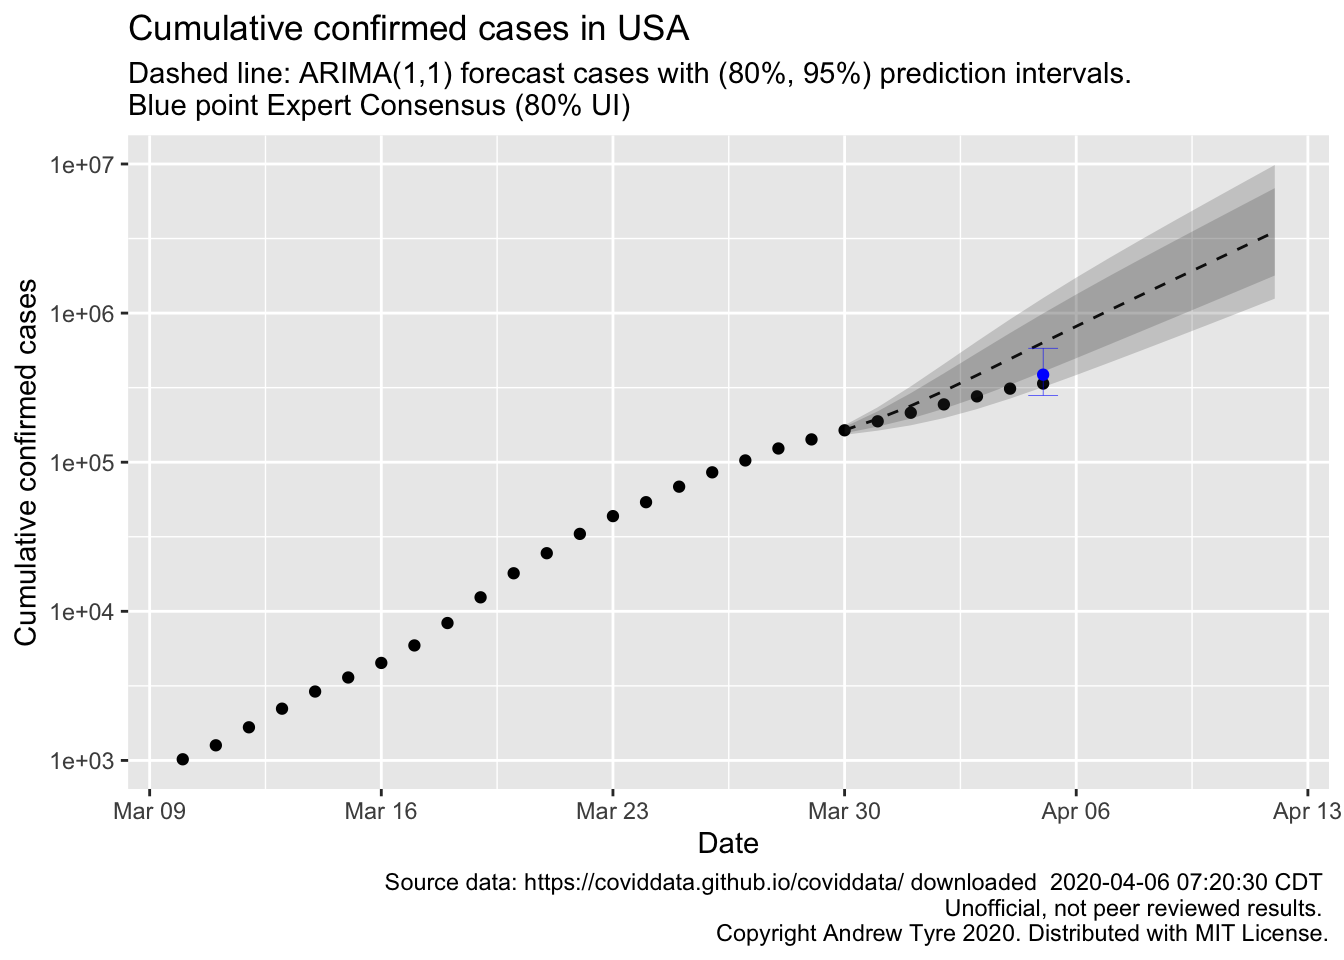 Cumulative confirmed cases in USA
Dashed line: ARIMA(1,1) forecast cases with (80%, 95%) prediction intervals.
Blue point Expert Consensus (80% UI)
Cumulative confirmed cases
1e+07
1e+06
1e+05
1e+04
1e+03
Mar 09 Mar 16 Mar 23 Mar 30 Apr 06 Apr 13
Date
Source data: https://coviddata.github.io/coviddata/ downloaded  2020-04-06 07:20:30 CDT
Unofficial, not peer reviewed results.
Copyright Andrew Tyre 2020. Distributed with MIT License.